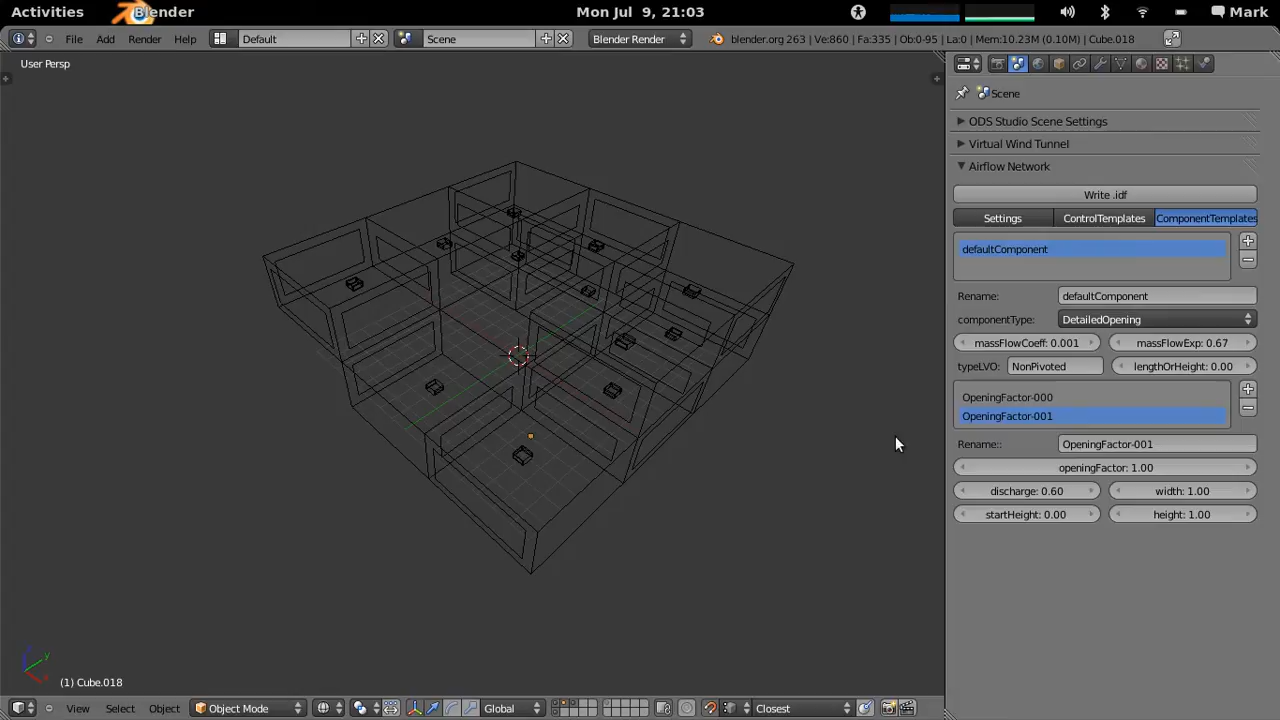 Activities Blender Mon Jul 9, 21:03 Mark
File Add Render Help Default Scene Blender Render blender.org 263 | Ve:860 | Fa:335 | Ob:0-95 | La:0 | Mem:10.23M (0.10M) | Cube.018
User Persp
Scene
ODS Studio Scene Settings
Virtual Wind Tunnel
Airflow Network
Write .idf
Settings ControlTemplates ComponentTemplates
defaultComponent
Rename: defaultComponent
componentType: DetailedOpening
massFlowCoeff: 0.001 massFlowExp: 0.67
typeLVO: NonPivoted lengthOrHeight: 0.00
OpeningFactor-000
OpeningFactor-001
Rename:: OpeningFactor-001
openingFactor: 1.00
discharge: 0.60 width: 1.00
startHeight: 0.00 height: 1.00
(1) Cube.018
View Select Object Object Mode Global Closest